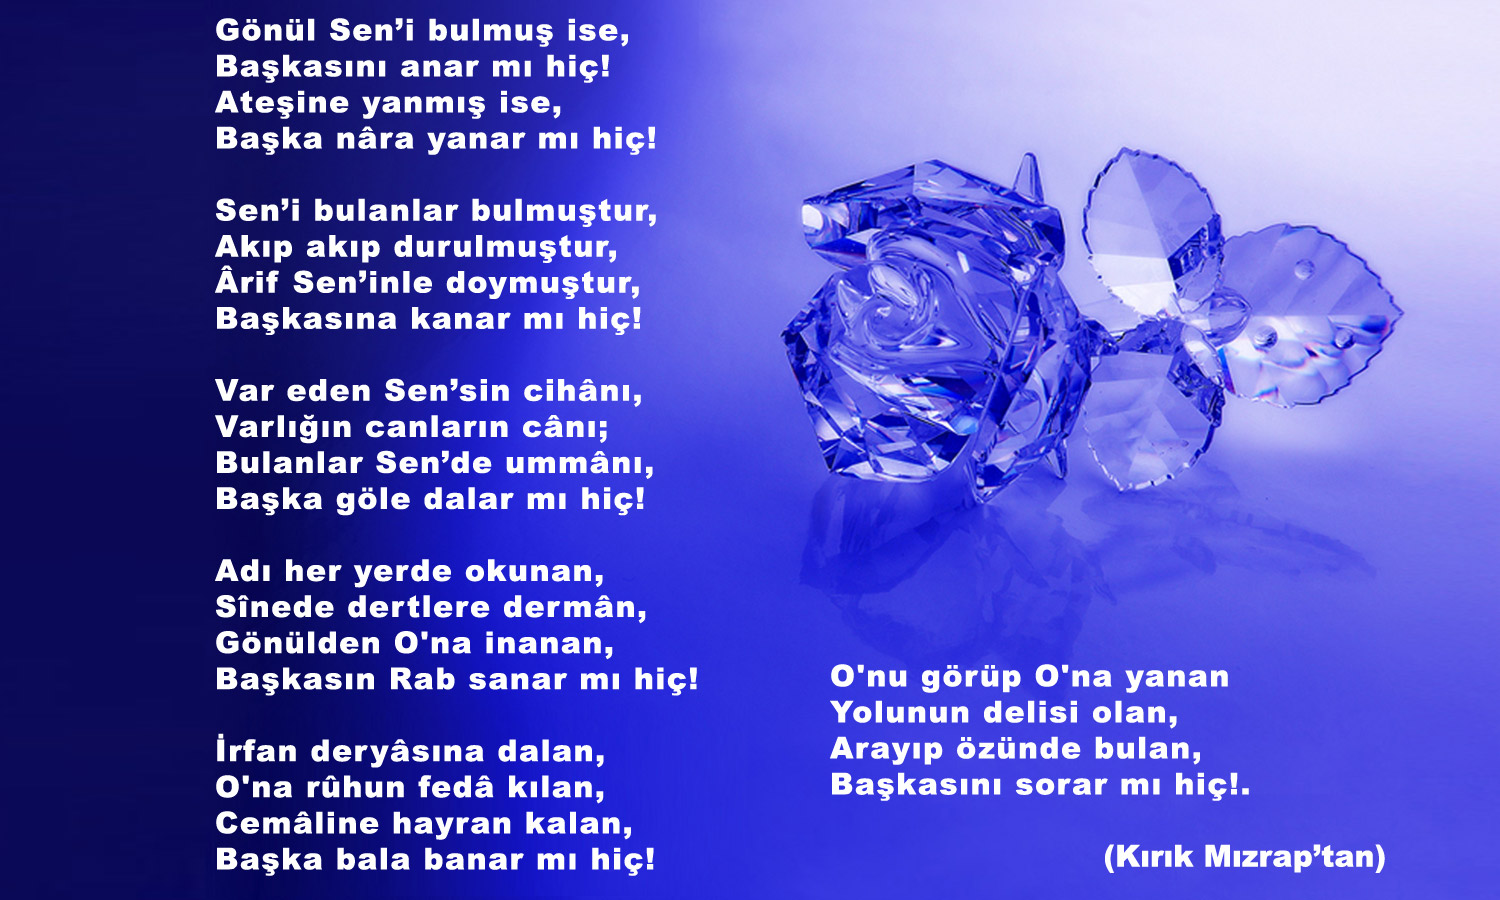 Gönül Sen’i bulmuş ise,
Başkasını anar mı hiç!
Ateşine yanmış ise,
Başka nâra yanar mı hiç!
Sen’i bulanlar bulmuştur,
Akıp akıp durulmuştur,
Ârif Sen’inle doymuştur,
Başkasına kanar mı hiç!
Var eden Sen’sin cihânı,
Varlığın canların cânı;
Bulanlar Sen’de ummânı,
Başka göle dalar mı hiç!
Adı her yerde okunan,
Sînede dertlere dermân,
Gönülden O'na inanan,
Başkasın Rab sanar mı hiç!
İrfan deryâsına dalan,
O'na rûhun fedâ kılan,
Cemâline hayran kalan,
Başka bala banar mı hiç!
O'nu görüp O'na yanan
Yolunun delisi olan,
Arayıp özünde bulan,
Başkasını sorar mı hiç!.
(Kırık Mızrap’tan)